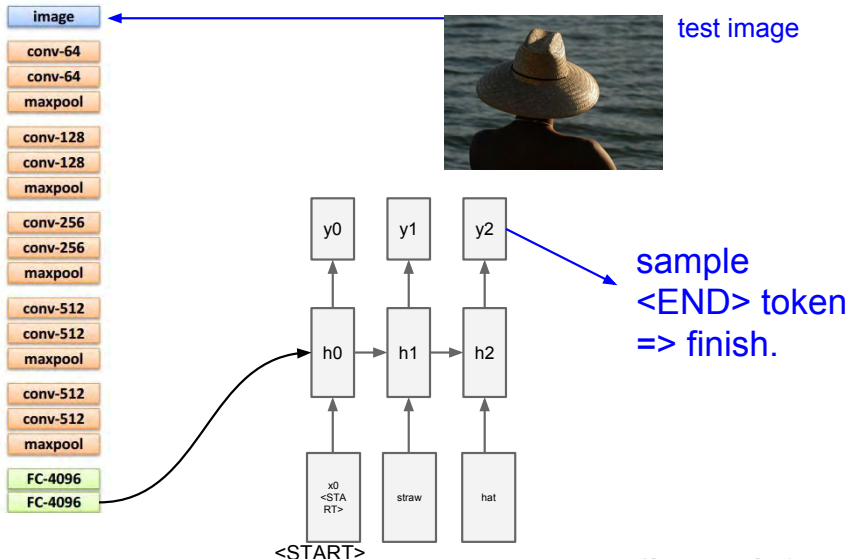 image
test image
conv-64
conv-64
maxpool
conv-128
conv-128
maxpool
conv-256
conv-256
maxpool
conv-512
conv-512
maxpool
conv-512
conv-512
maxpool
FC-4096
FC-4096
y0
y1
y2
sample
<END> token
=> finish.
h0
h1
h2
x0
<STA
RT>
straw
hat
<START>